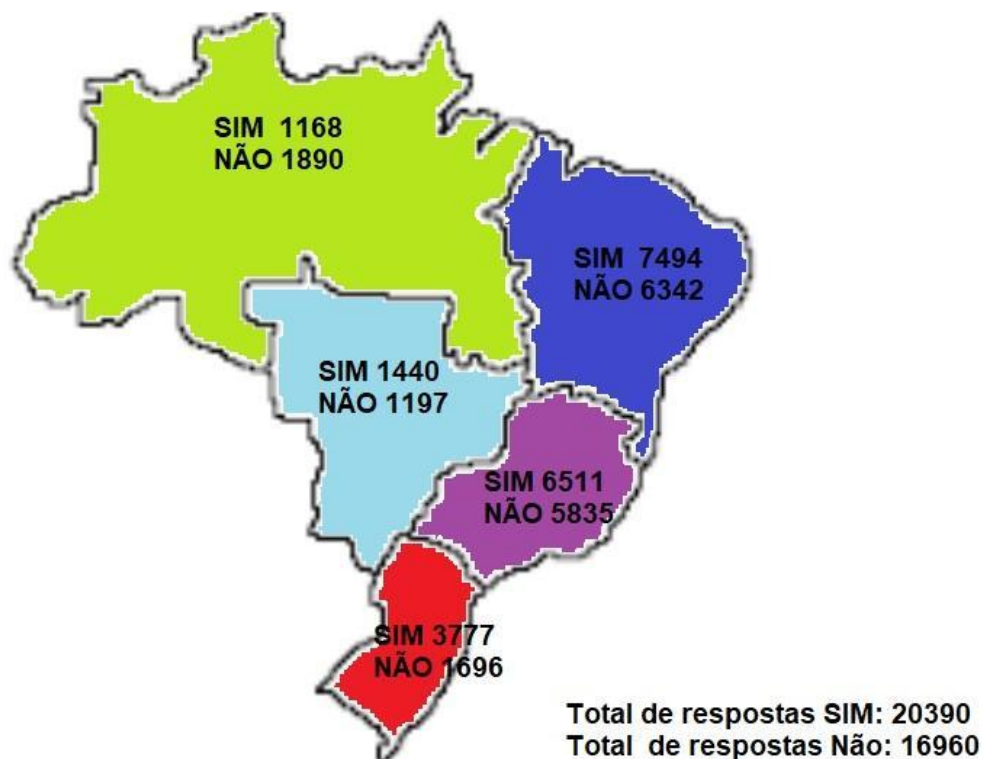 SIM 1168
NÃO 1890
SIM 7494
NÃO 6342
SIM 1440
NÃO 1197
SIM 6511
NÃO 5835
SIM 3777
NÃO 1696
Total de respostas SIM: 20390
Total de respostas Não: 16960